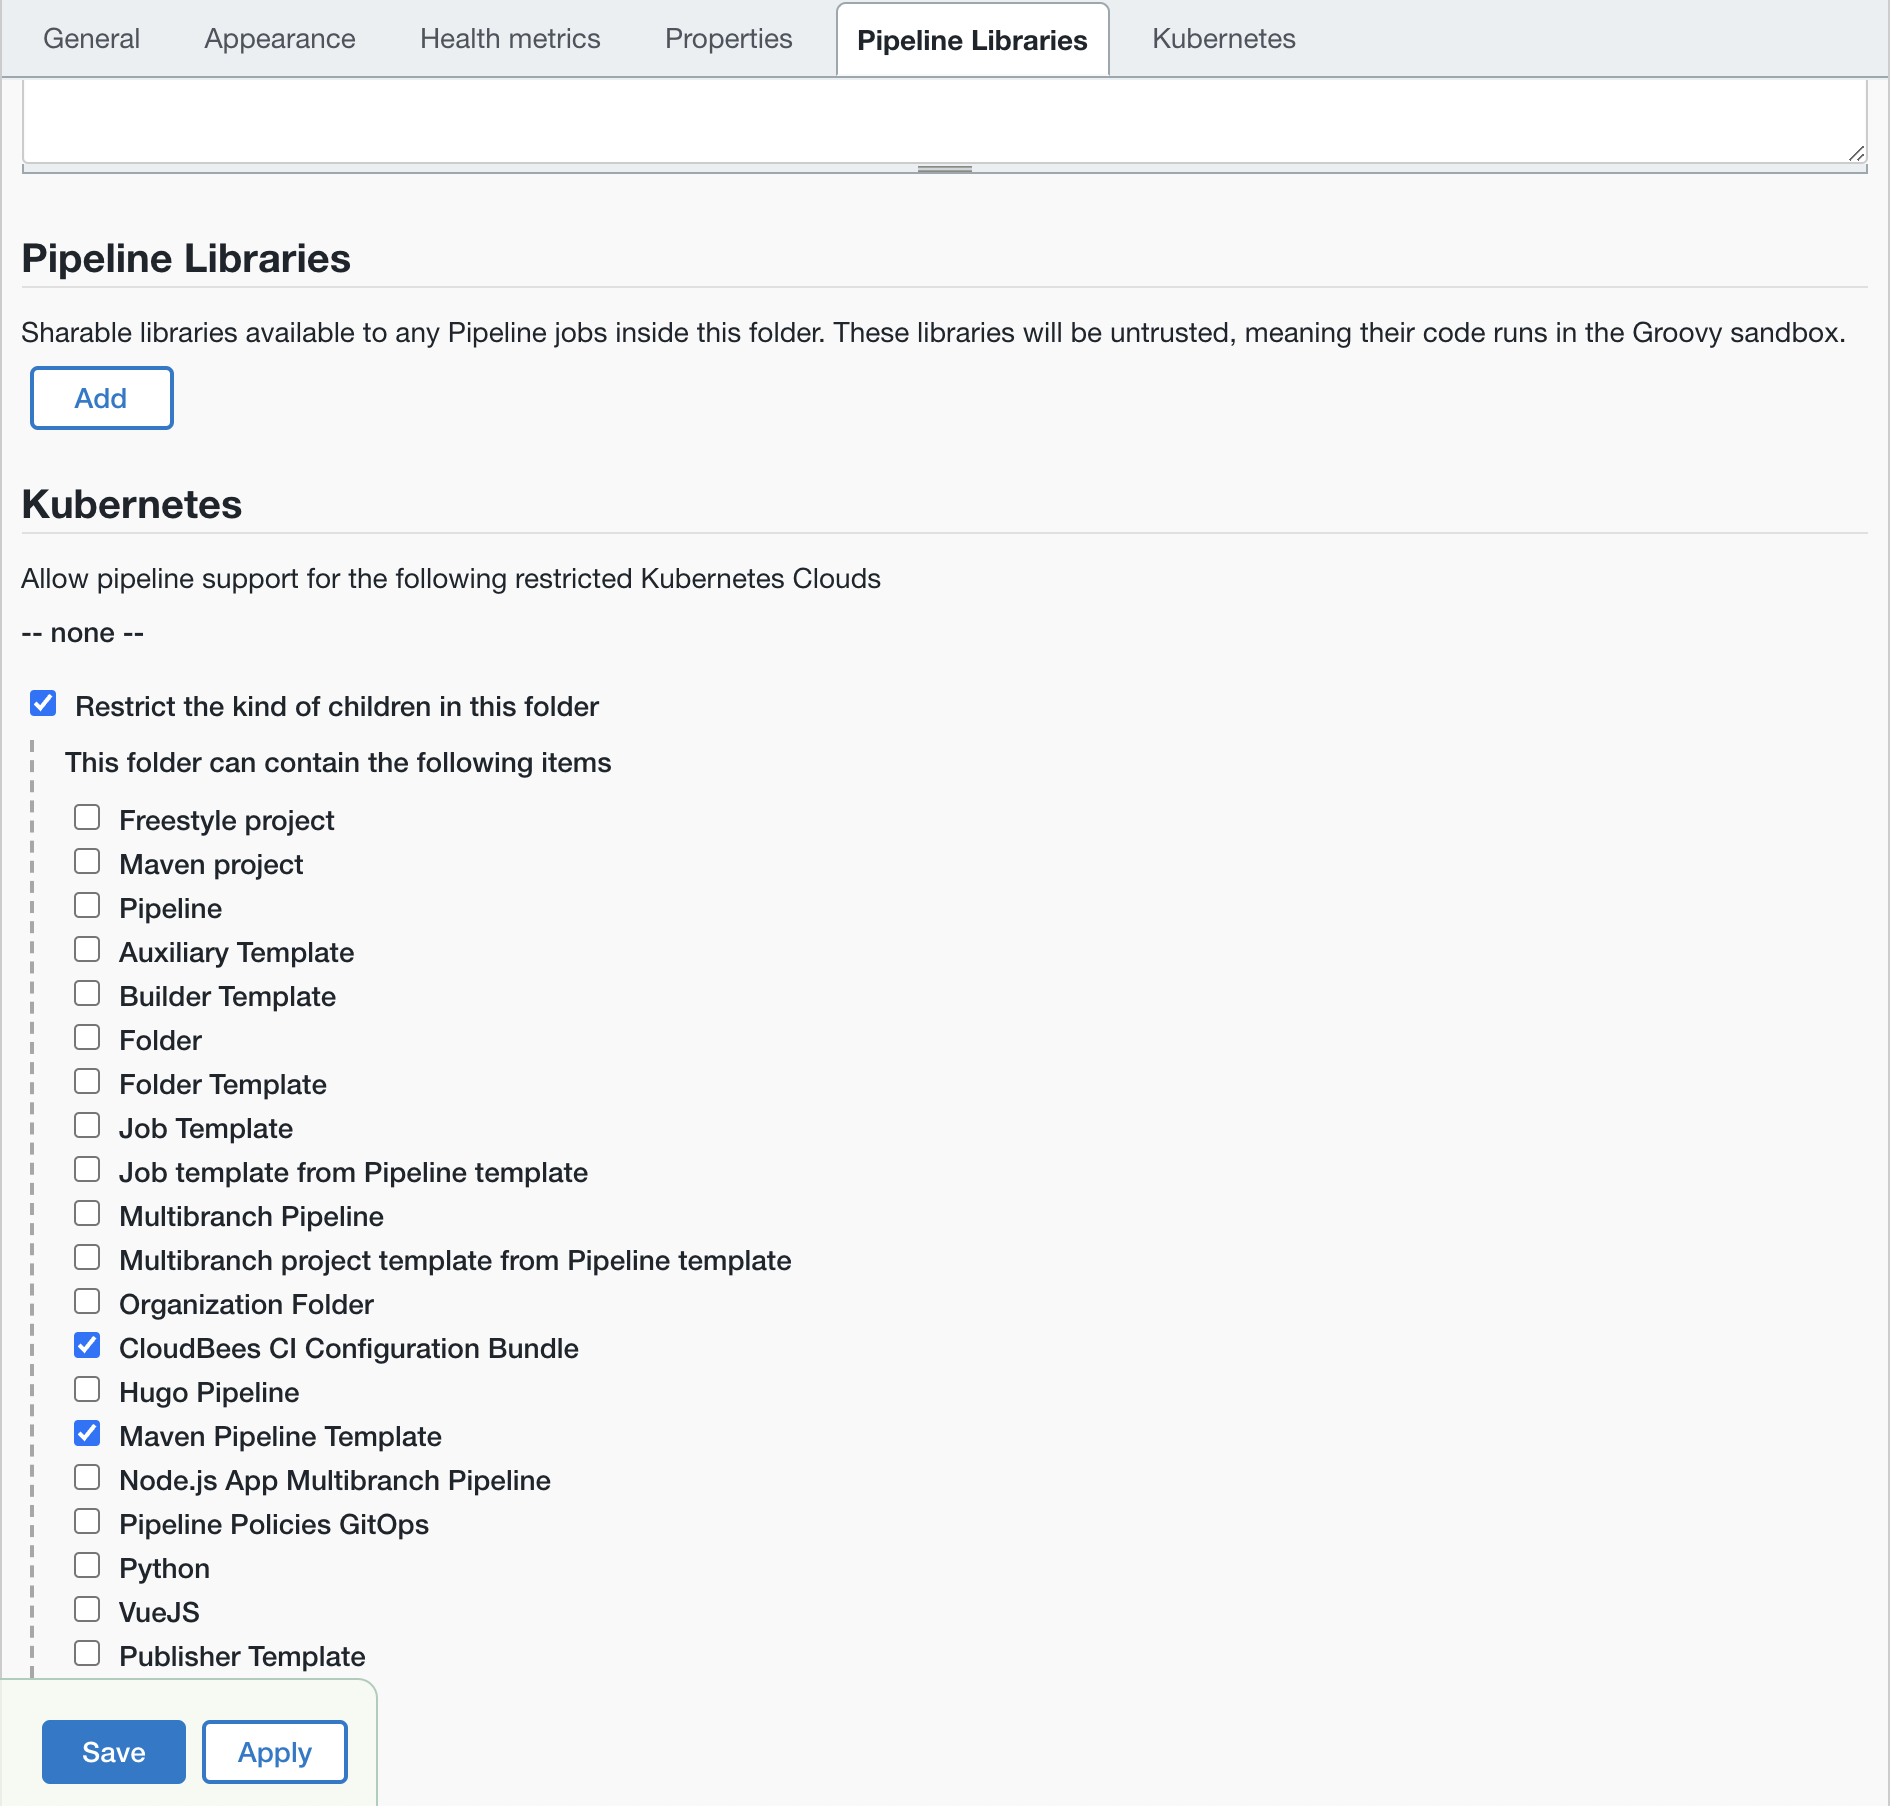 General Appearance Health metrics Properties Pipeline Libraries Kubernetes
Pipeline Libraries
Sharable libraries available to any Pipeline jobs inside this folder. These libraries will be untrusted, meaning their code runs in the Groovy sandbox.
Add
Kubernetes
Allow pipeline support for the following restricted Kubernetes Clouds
-- none --
Restrict the kind of children in this folder
This folder can contain the following items
Freestyle project
Maven project
Pipeline
Auxiliary Template
Builder Template
Folder
Folder Template
Job Template
Job template from Pipeline template
Multibranch Pipeline
Multibranch project template from Pipeline template
Organization Folder
CloudBees CI Configuration Bundle
Hugo Pipeline
Maven Pipeline Template
Node.js App Multibranch Pipeline
Pipeline Policies GitOps
Python
VueJS
Publisher Template
Save Apply